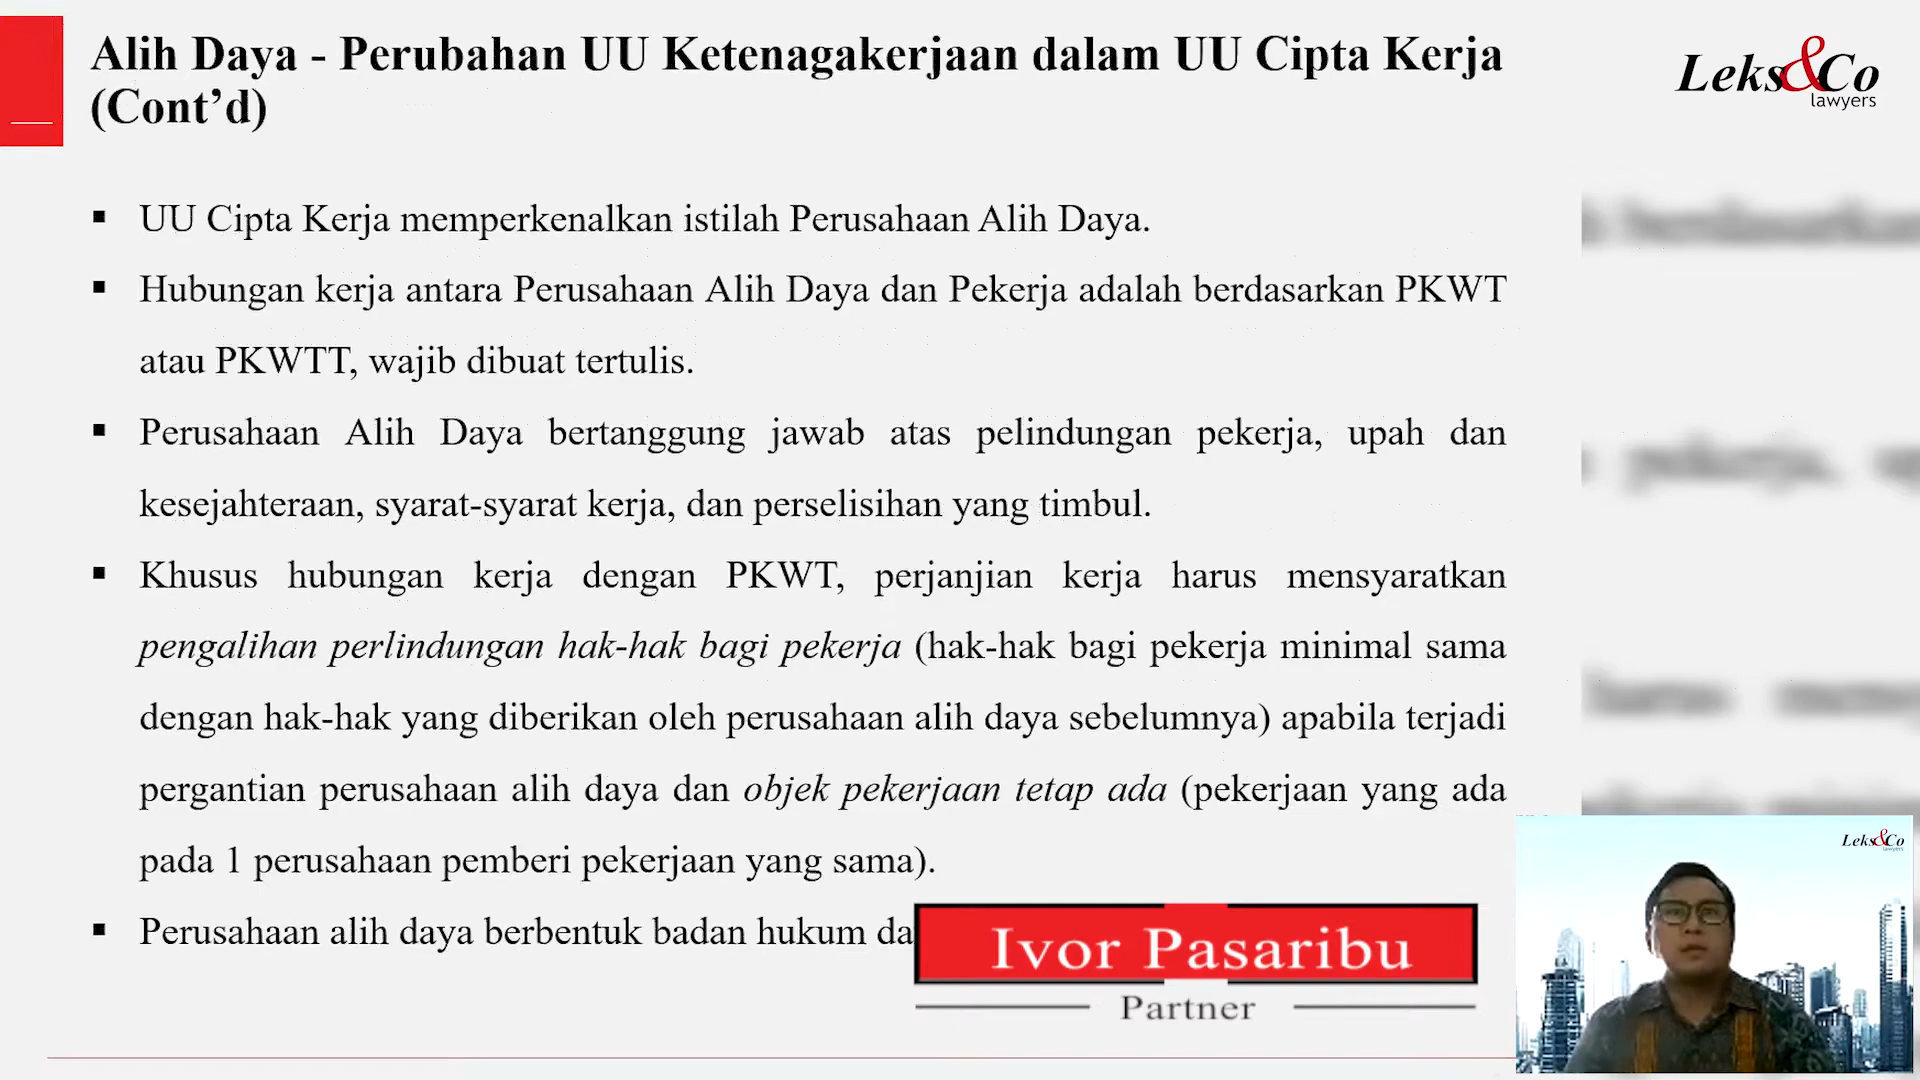 Alih Daya - Perubahan UU Ketenagakerjaan dalam UU Cipta Kerja
(Cont’d)
Leks&Co
lawyers
▪ UU Cipta Kerja memperkenalkan istilah Perusahaan Alih Daya.
▪ Hubungan kerja antara Perusahaan Alih Daya dan Pekerja adalah berdasarkan PKWT
atau PKWTT, wajib dibuat tertulis.
▪ Perusahaan Alih Daya bertanggung jawab atas pelindungan pekerja, upah dan
kesejahteraan, syarat-syarat kerja, dan perselisihan yang timbul.
▪ Khusus hubungan kerja dengan PKWT, perjanjian kerja harus mensyaratkan
pengalihan perlindungan hak-hak bagi pekerja (hak-hak bagi pekerja minimal sama
dengan hak-hak yang diberikan oleh perusahaan alih daya sebelumnya) apabila terjadi
pergantian perusahaan alih daya dan objek pekerjaan tetap ada (pekerjaan yang ada
pada 1 perusahaan pemberi pekerjaan yang sama).
▪ Perusahaan alih daya berbentuk badan hukum da
Ivor Pasaribu
Partner
Leks&Co
lawyers